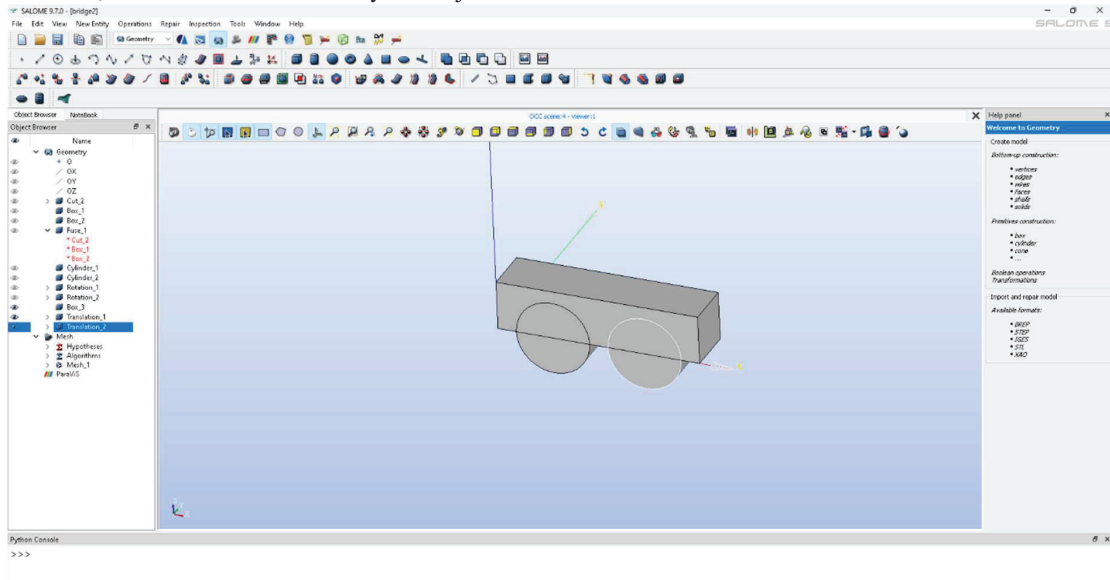 SALOME 9.7.0 - [bridge2]
File Edit View New Entity Operations Repair Inspection Tools Window Help
SALOME 9
Geometry
Object Browser NoteBook
OCC scene:4 - viewer:1
Help panel
Object Browser
Welcome to Geometry
Name
Create model
Geometry
Bottom-up construction:
O
OX
OY
OZ
Cut_2
Box_1
Box_2
Fuse_1
* Cut_2
* Box_1
* Box_2
Cylinder_1
Cylinder_2
Rotation_1
Rotation_2
Box_3
Translation_1
Translation_2
Mesh
Hypotheses
Algorithms
Mesh_1
ParaViS
• vertices
• edges
• wires
• faces
• shells
• solids
Primitives construction:
• box
• cylinder
• cone
• ...
Boolean operations
Transformations
Import and repair model
Available formats:
• BREP
• STEP
• IGES
• STL
• XAO
Python Console
>>>